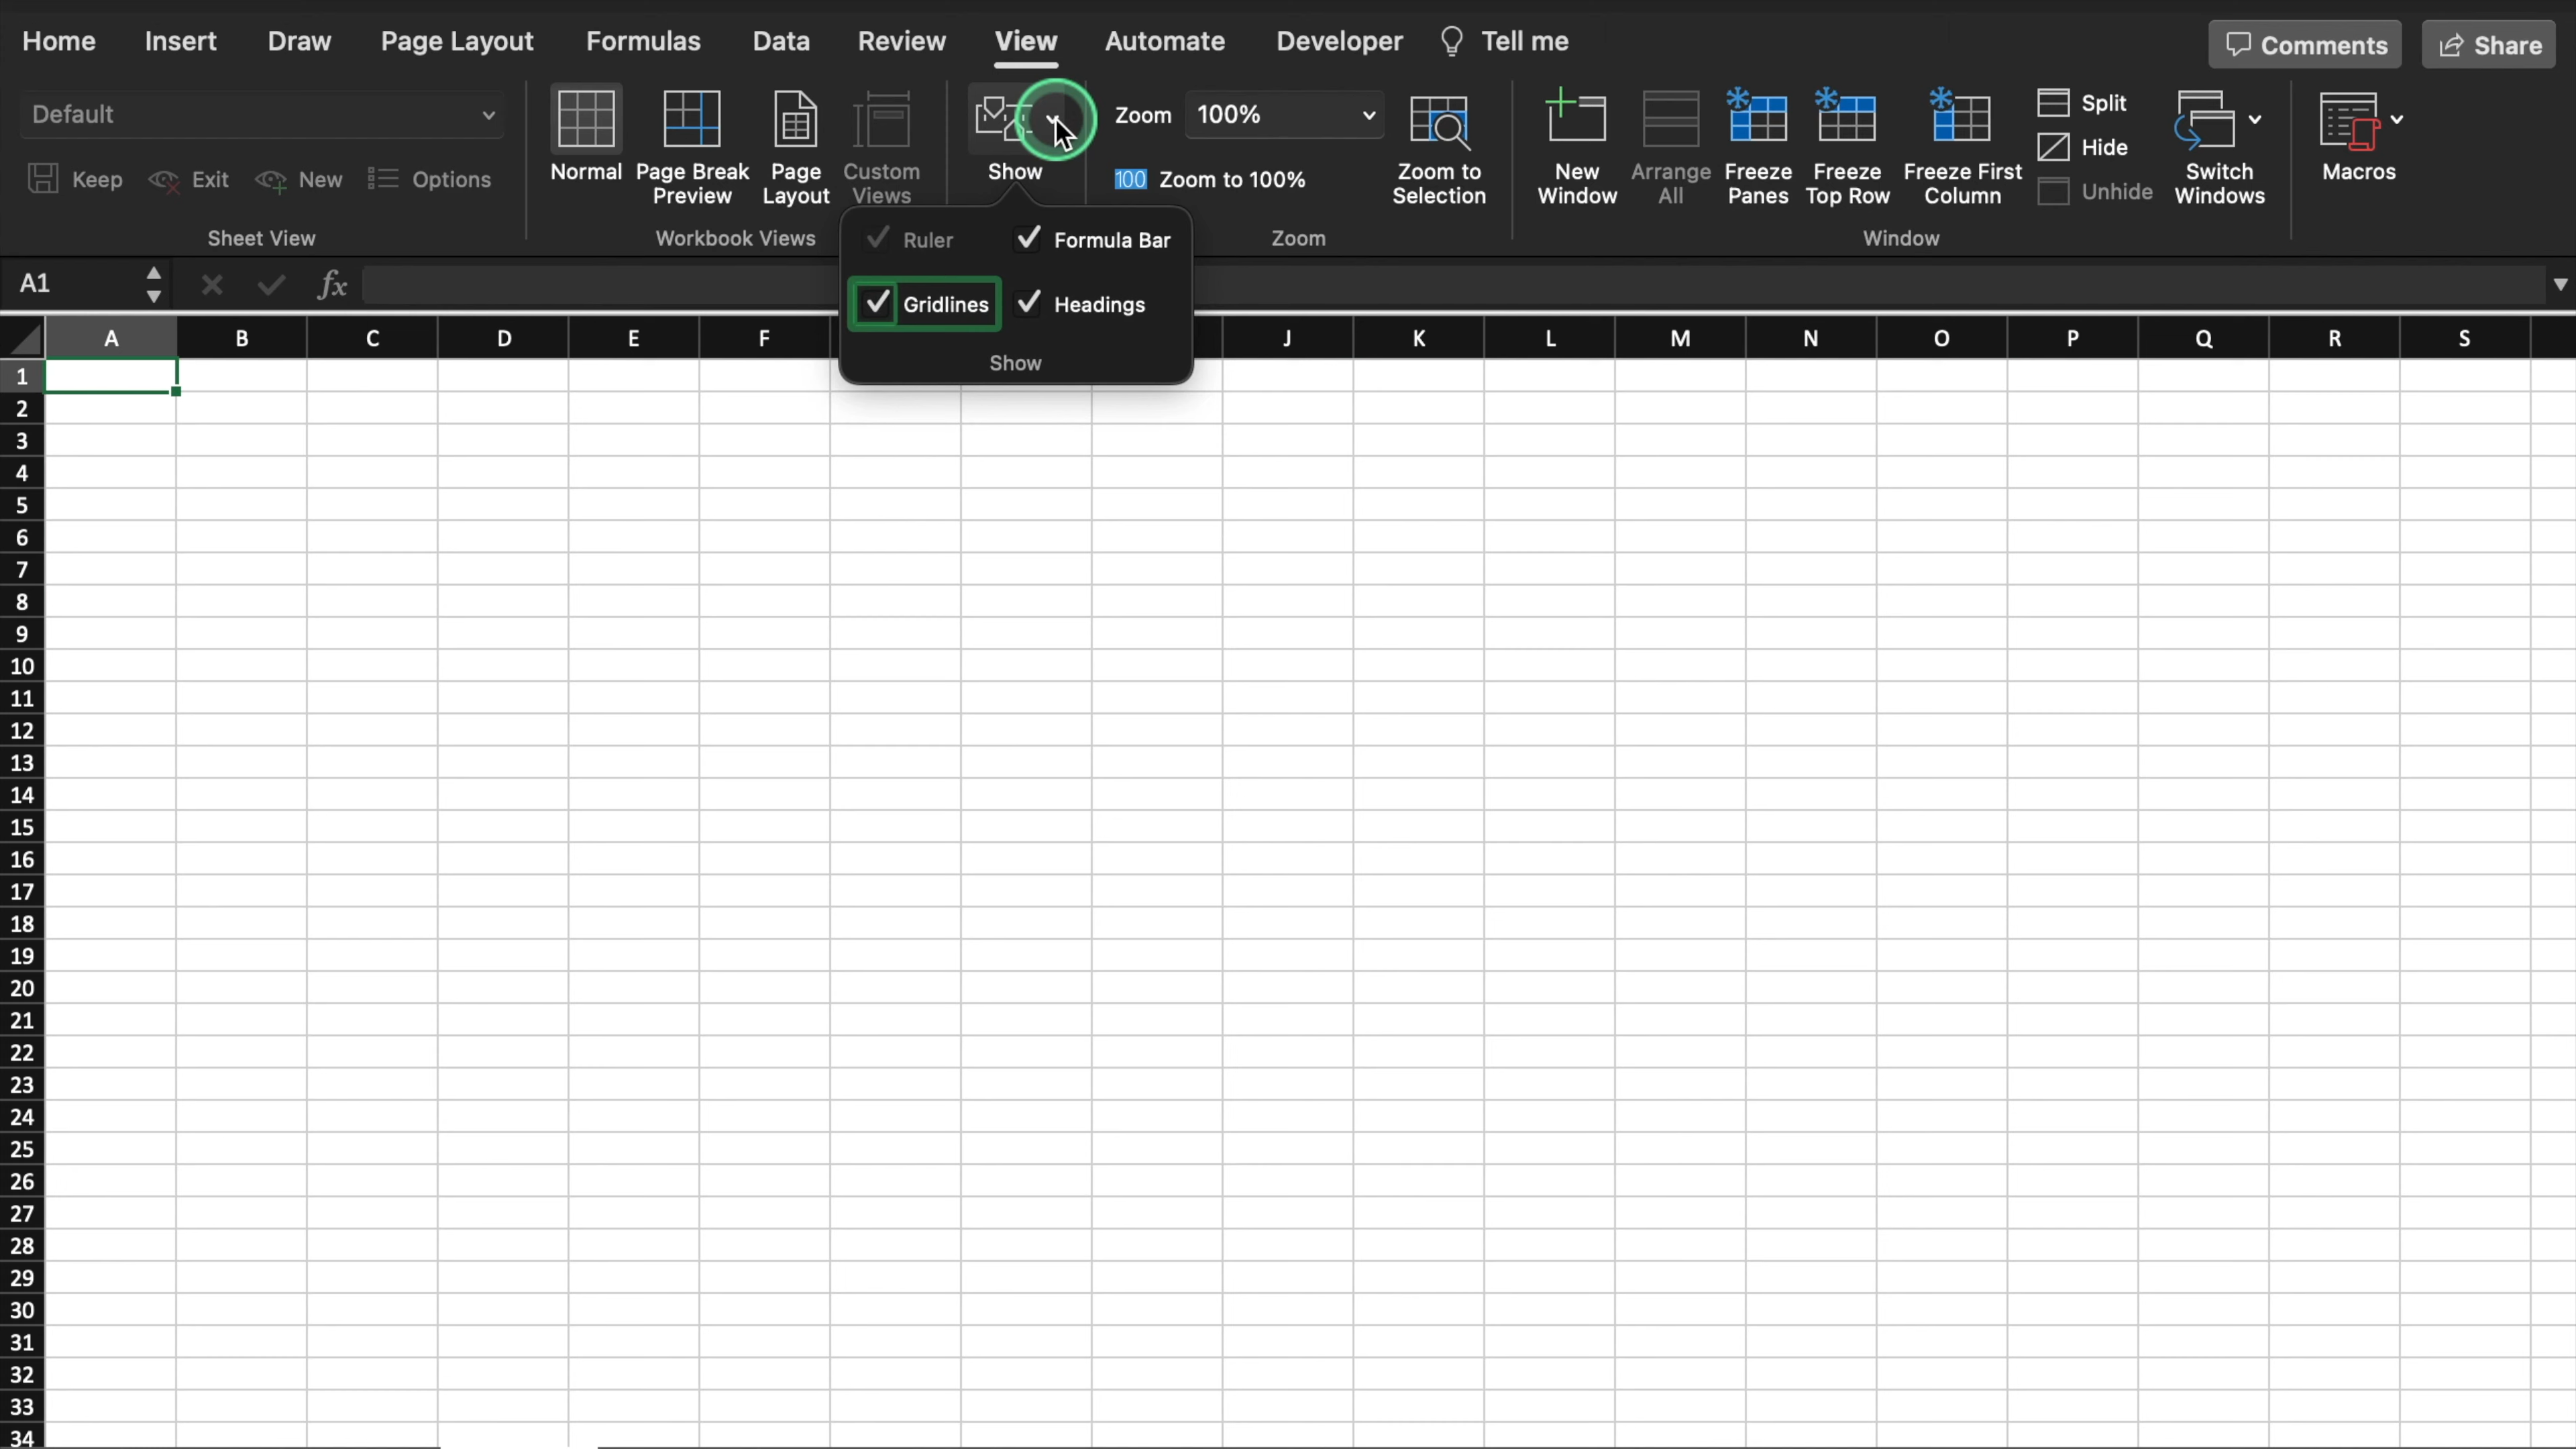 Home Insert Draw Page Layout Formulas Data Review View Automate Developer Tell me Comments Share
Default
Keep Exit New Options
Sheet View
Normal
Page Break
Preview
Page
Layout
Custom
Views
Workbook Views
Show
Zoom 100%
100 Zoom to 100%
Zoom to
Selection
Zoom
New
Window
Arrange
All
Freeze
Panes
Freeze
Top Row
Freeze First
Column
Split
Hide
Unhide
Switch
Windows
Window
Macros
Ruler Formula Bar
Gridlines Headings
Show
A1 fx
A B C D E F J K L M N O P Q R S
1
2
3
4
5
6
7
8
9
10
11
12
13
14
15
16
17
18
19
20
21
22
23
24
25
26
27
28
29
30
31
32
33
34